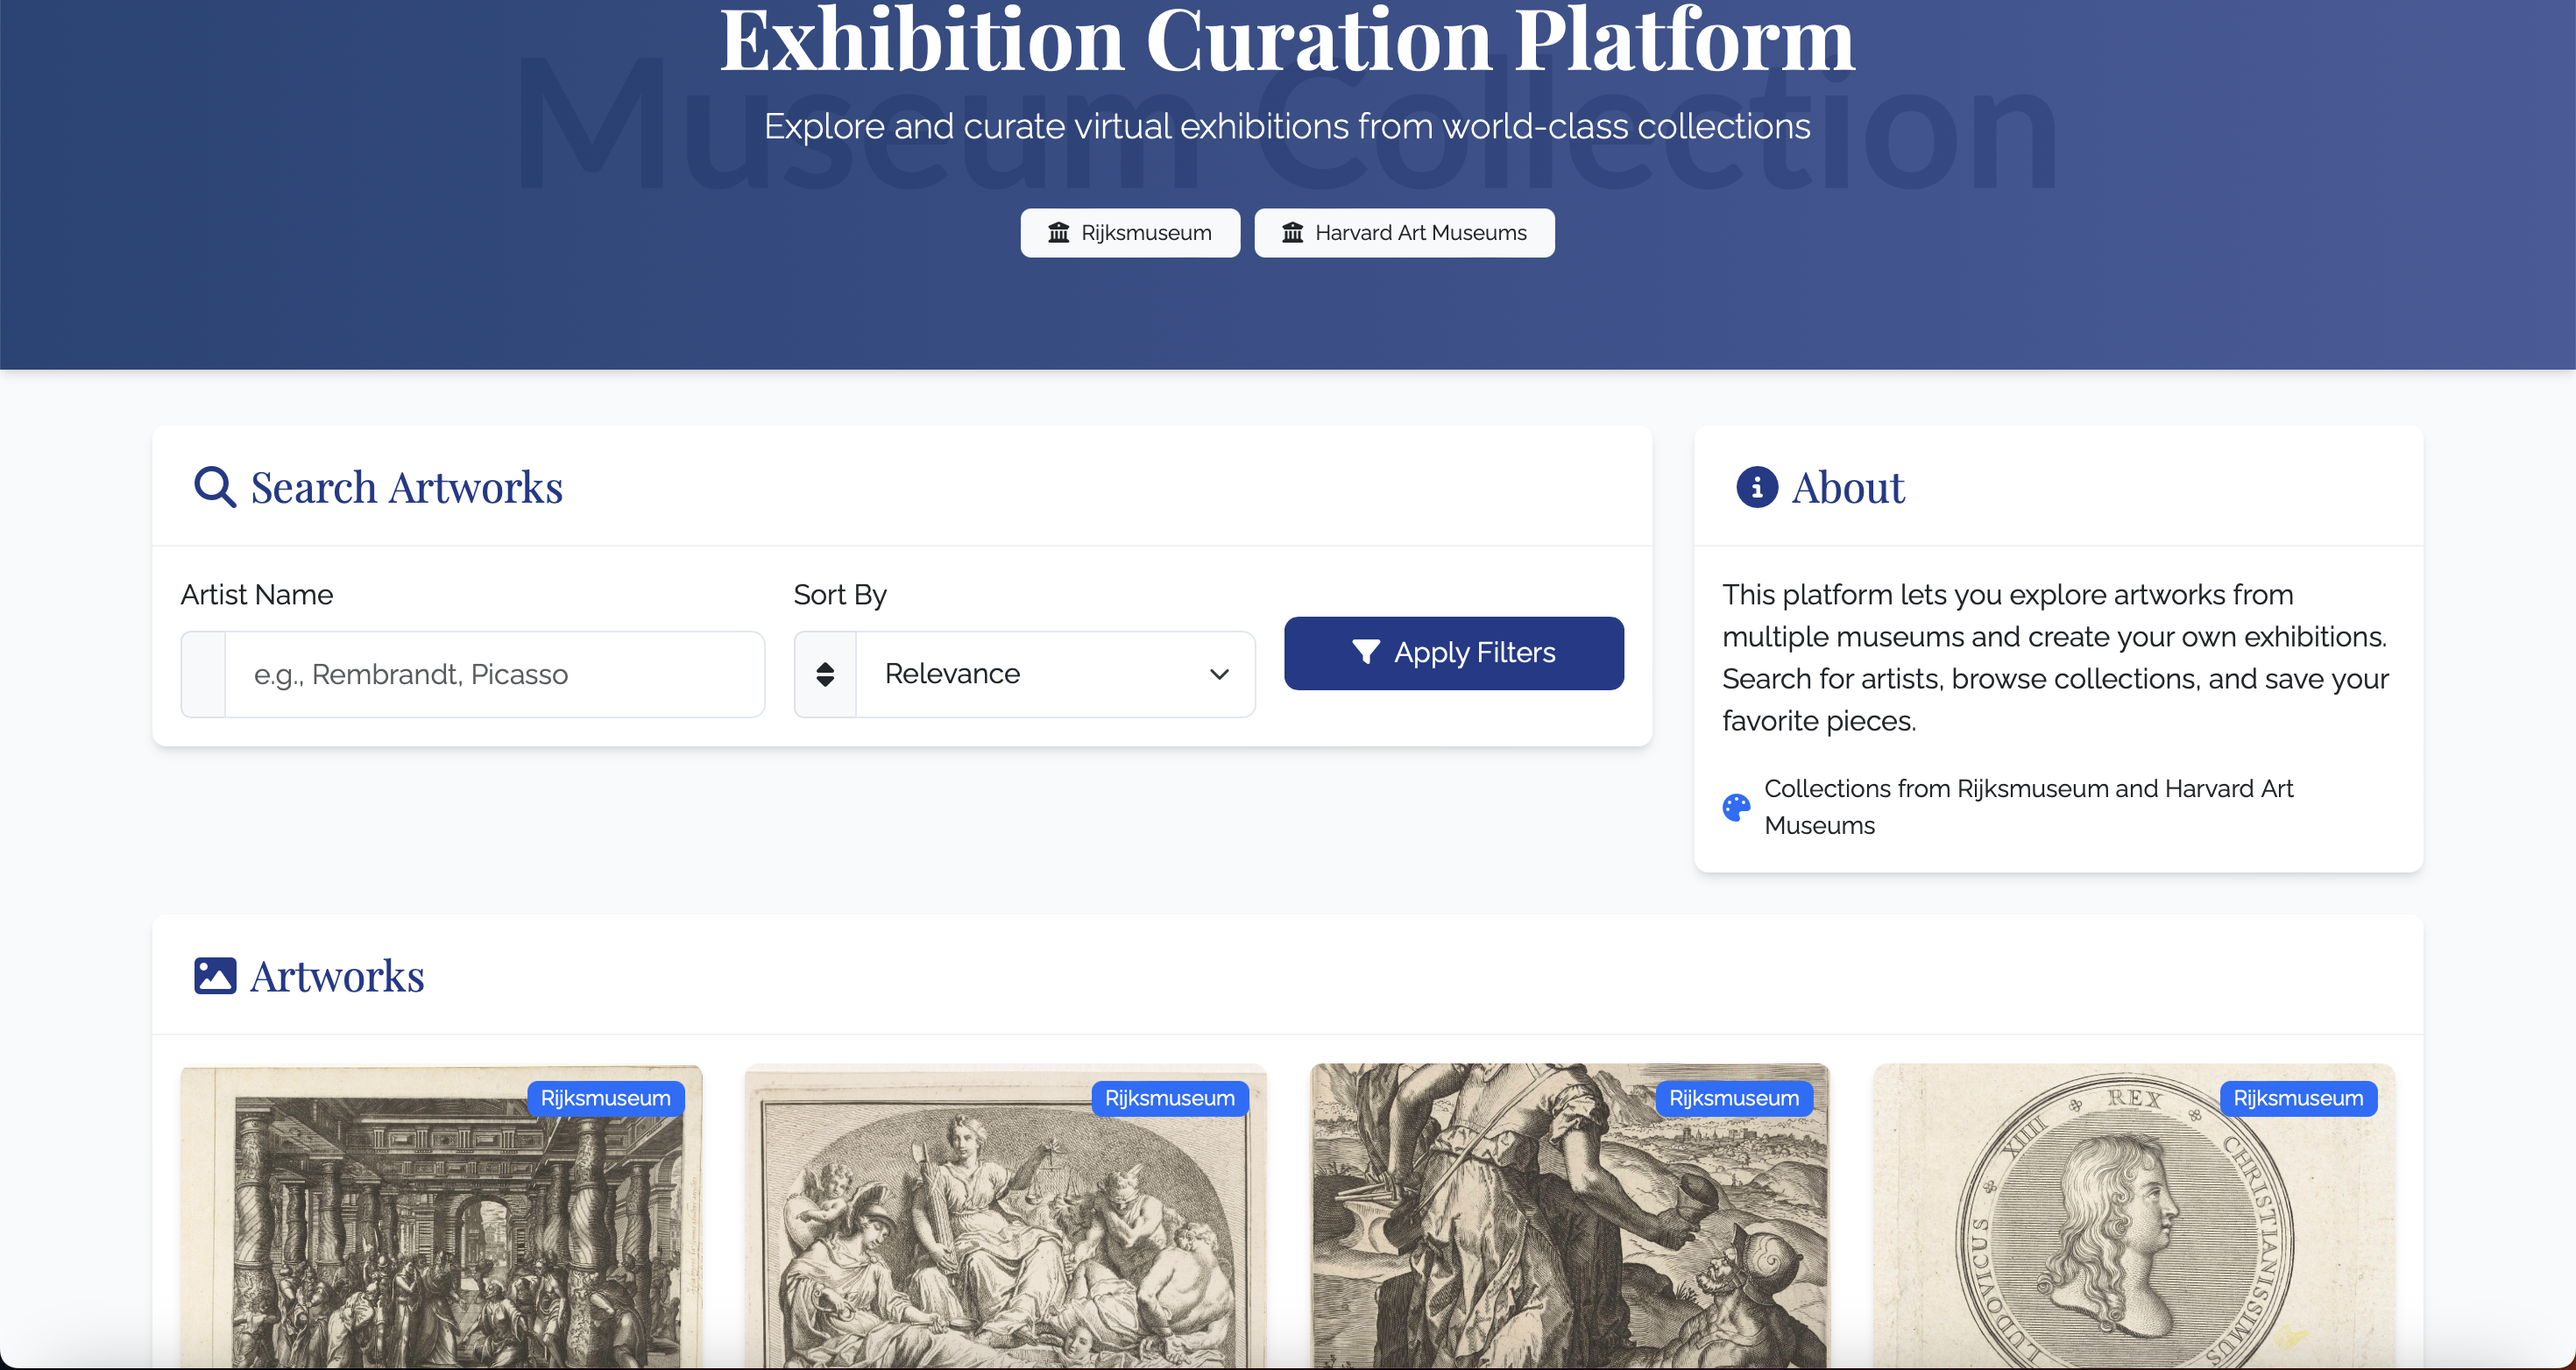 Museum Collection
Exhibition Curation Platform
Explore and curate virtual exhibitions from world-class collections
Rijksmuseum
Harvard Art Museums
Search Artworks
Artist Name
e.g., Rembrandt, Picasso
Sort By
Relevance
Apply Filters
About
This platform lets you explore artworks from
multiple museums and create your own exhibitions.
Search for artists, browse collections, and save your
favorite pieces.
Collections from Rijksmuseum and Harvard Art
Museums
Artworks
Rijksmuseum
Rijksmuseum
Rijksmuseum
Rijksmuseum
LUDOVICUS XIIII REX CHRISTIANISSIMUS